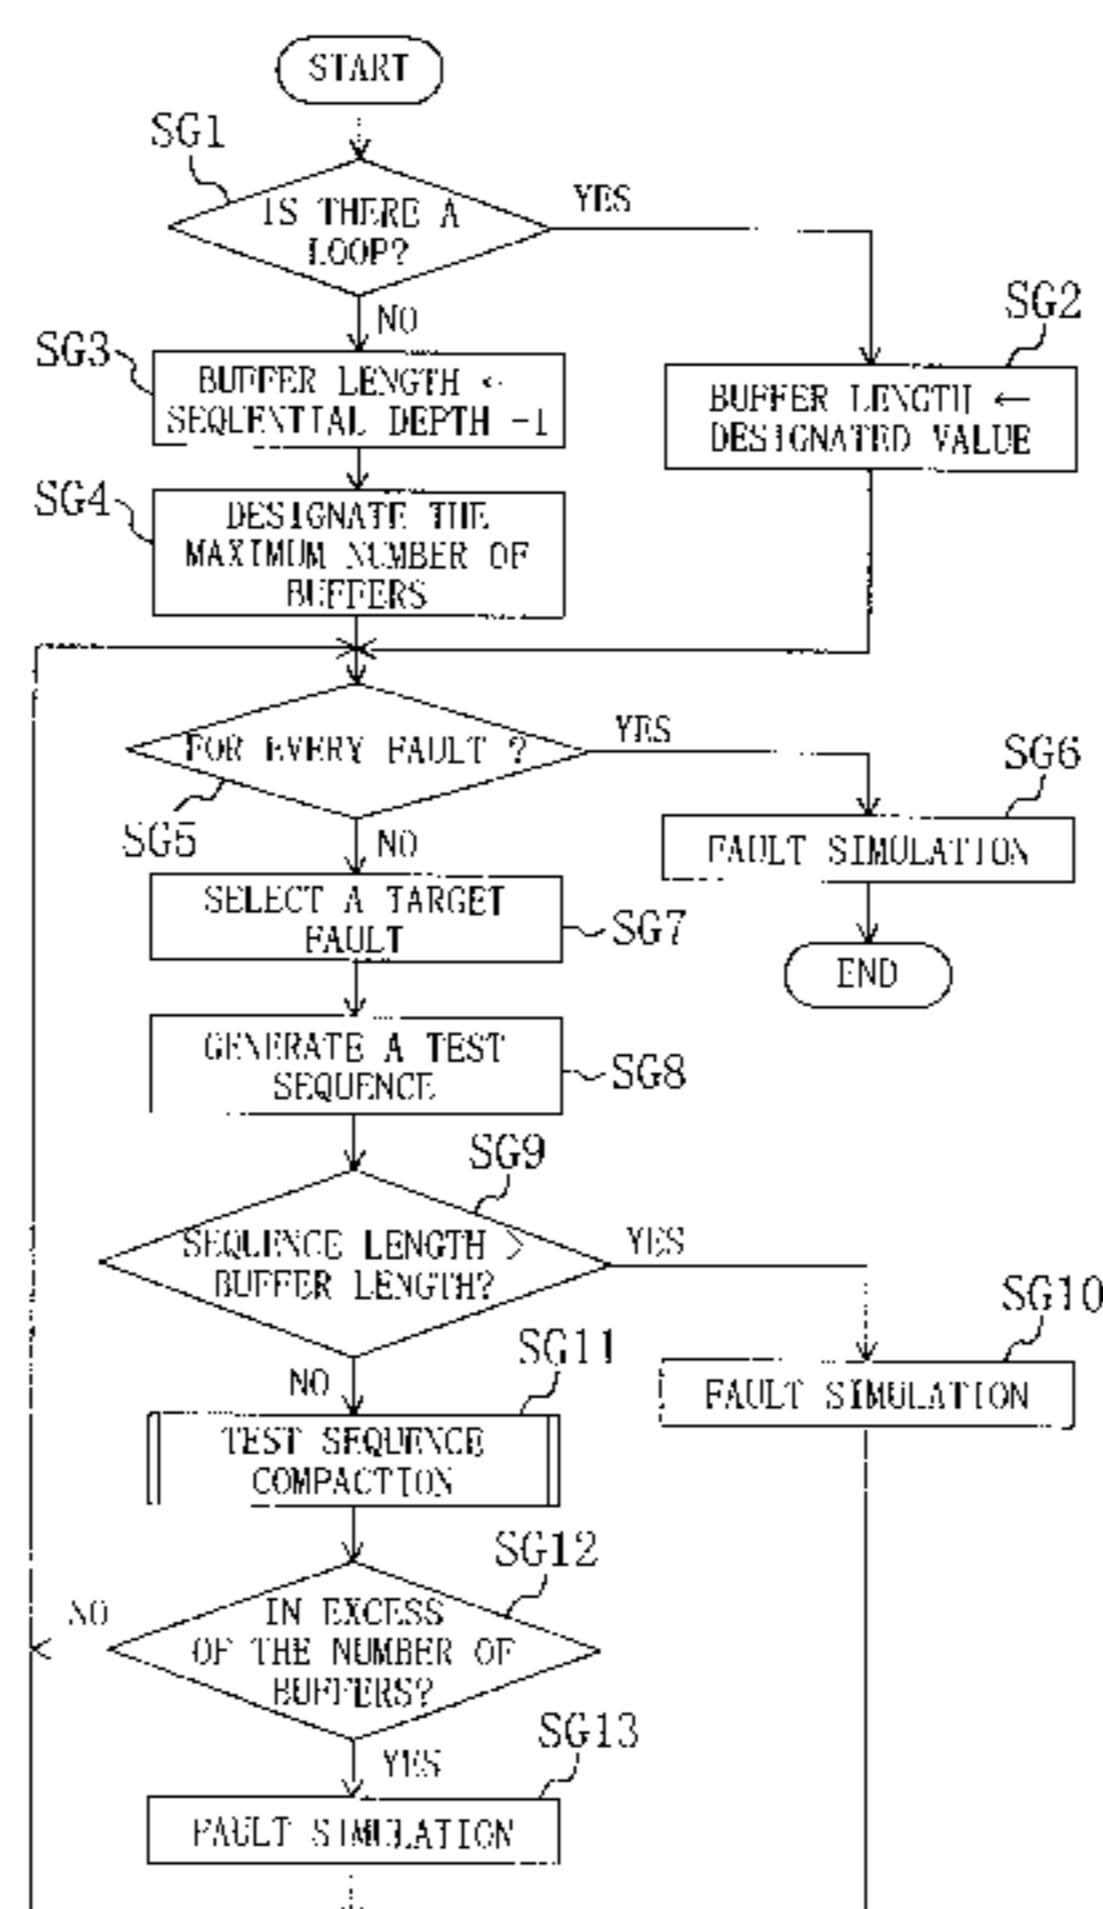 START
SG1
IS THERE A
LOOP?
YES
NO
SG2
BUFFER LENGTH ←
DESIGNATED VALUE
SG3
BUFFER LENGTH ←
SEQUENTIAL DEPTH -1
SG4
DESIGNATE THE
MAXIMUM NUMBER OF
BUFFERS
FOR EVERY FAULT ?
SG5
YES
NO
SG6
FAULT SIMULATION
END
SELECT A TARGET
FAULT
SG7
GENERATE A TEST
SEQUENCE
SG8
SG9
SEQUENCE LENGTH >
BUFFER LENGTH?
YES
NO
SG10
FAULT SIMULATION
SG11
TEST SEQUENCE
COMPACTION
SG12
IN EXCESS
OF THE NUMBER OF
BUFFERS?
NO
YES
SG13
FAULT SIMULATION